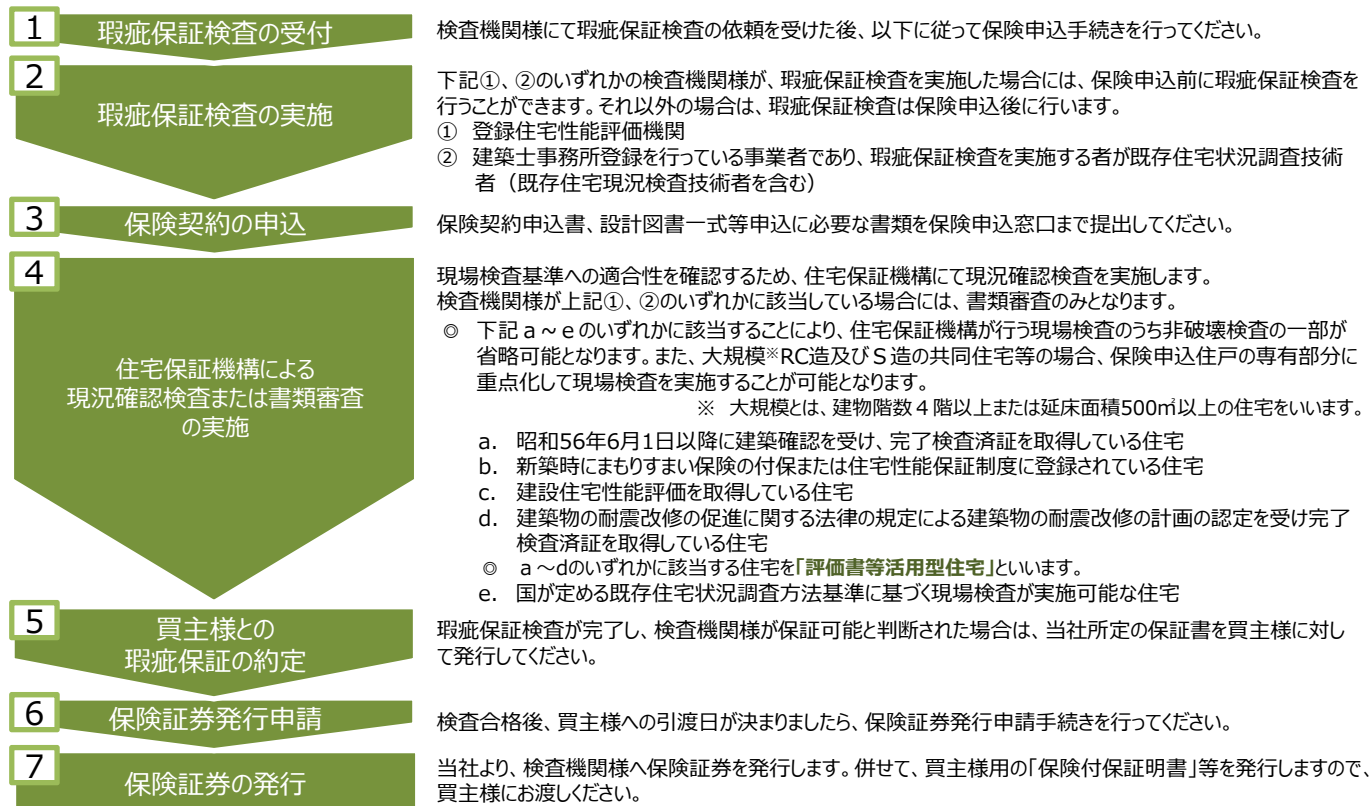 1 瑕疵保証検査の受付
検査機関様にて瑕疵保証検査の依頼を受けた後、以下に従って保険申込手続きを行ってください。
2
瑕疵保証検査の実施
下記①、②のいずれかの検査機関様が、瑕疵保証検査を実施した場合には、保険申込前に瑕疵保証検査を
行うことができます。それ以外の場合は、瑕疵保証検査は保険申込後に行います。
① 登録住宅性能評価機関
② 建築士事務所登録を行っている事業者であり、瑕疵保証検査を実施する者が既存住宅状況調査技術
者（既存住宅現況検査技術者を含む）
3 保険契約の申込
保険契約申込書、設計図書一式等申込に必要な書類を保険申込窓口まで提出してください。
4
住宅保証機構による
現況確認検査または書類審査
の実施
現場検査基準への適合性を確認するため、住宅保証機構にて現況確認検査を実施します。
検査機関様が上記①、②のいずれかに該当している場合には、書類審査のみとなります。
◎ 下記a～eのいずれかに該当することにより、住宅保証機構が行う現場検査のうち非破壊検査の一部が
省略可能となります。また、大規模※RC造及びS造の共同住宅等の場合、保険申込住戸の専有部分に
重点化して現場検査を実施することが可能となります。
※ 大規模とは、建物階数４階以上または延床面積500㎡以上の住宅をいいます。
a. 昭和56年6月1日以降に建築確認を受け、完了検査済証を取得している住宅
b. 新築時にまもりすまい保険の付保または住宅性能保証制度に登録されている住宅
c. 建設住宅性能評価を取得している住宅
d. 建築物の耐震改修の促進に関する法律の規定による建築物の耐震改修の計画の認定を受け完了
検査済証を取得している住宅
◎ a～dのいずれかに該当する住宅を「評価書等活用型住宅」といいます。
e. 国が定める既存住宅状況調査方法基準に基づく現場検査が実施可能な住宅
5
買主様との
瑕疵保証の約定
瑕疵保証検査が完了し、検査機関様が保証可能と判断された場合は、当社所定の保証書を買主様に対し
て発行してください。
6 保険証券発行申請
検査合格後、買主様への引渡日が決まりましたら、保険証券発行申請手続きを行ってください。
7
保険証券の発行
当社より、検査機関様へ保険証券を発行します。併せて、買主様用の「保険付保証明書」等を発行しますので、
買主様にお渡しください。